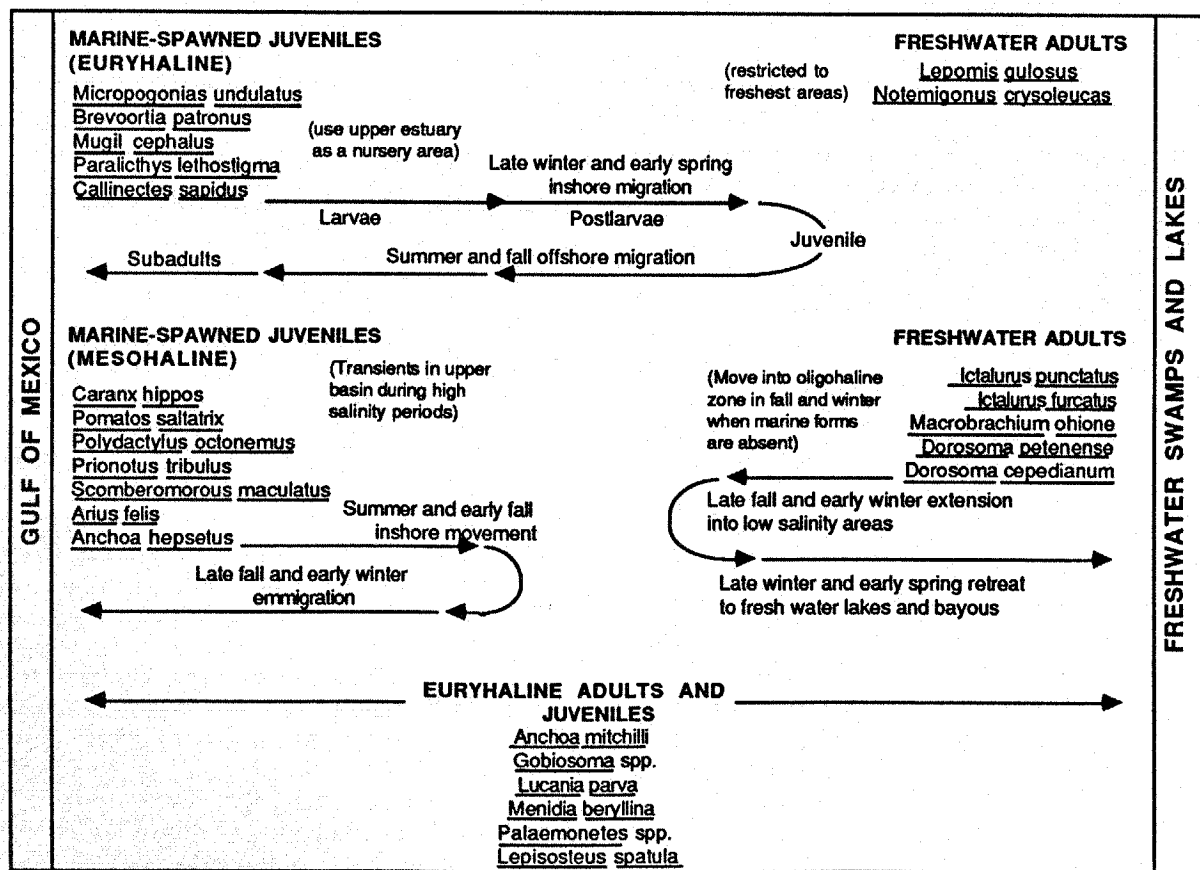 GULF OF MEXICO
MARINE-SPAWNED JUVENILES
(EURYHALINE)
Micropogonias undulatus
Brevoortia patronus
Mugil cephalus
Paralicthys lethostigma
Callinectes sapidus
(use upper estuary
as a nursery area)
Larvae
Late winter and early spring
inshore migration
Postlarvae
Juvenile
Summer and fall offshore migration
Subadults
FRESHWATER ADULTS
(restricted to
freshest areas)
Lepomis gulosus
Notemigonus crysoleucas
MARINE-SPAWNED JUVENILES
(MESOHALINE)
Caranx hippos
Pomatos saltatrix
Polydactylus octonemus
Prionotus tribulus
Scomberomorous maculatus
Arius felis
Anchoa hepsetus
(Transients in upper
basin during high
salinity periods)
Summer and early fall
inshore movement
Late fall and early winter
emmigration
FRESHWATER ADULTS
(Move into oligohaline
zone in fall and winter
when marine forms
are absent)
Ictalurus punctatus
Ictalurus furcatus
Macrobrachium ohione
Dorosoma petenense
Dorosoma cepedianum
Late fall and early winter extension
into low salinity areas
Late winter and early spring retreat
to fresh water lakes and bayous
EURYHALINE ADULTS AND
JUVENILES
Anchoa mitchilli
Gobiosoma spp.
Lucania parva
Menidia beryllina
Palaemonetes spp.
Lepisosteus spatula
FRESHWATER SWAMPS AND LAKES